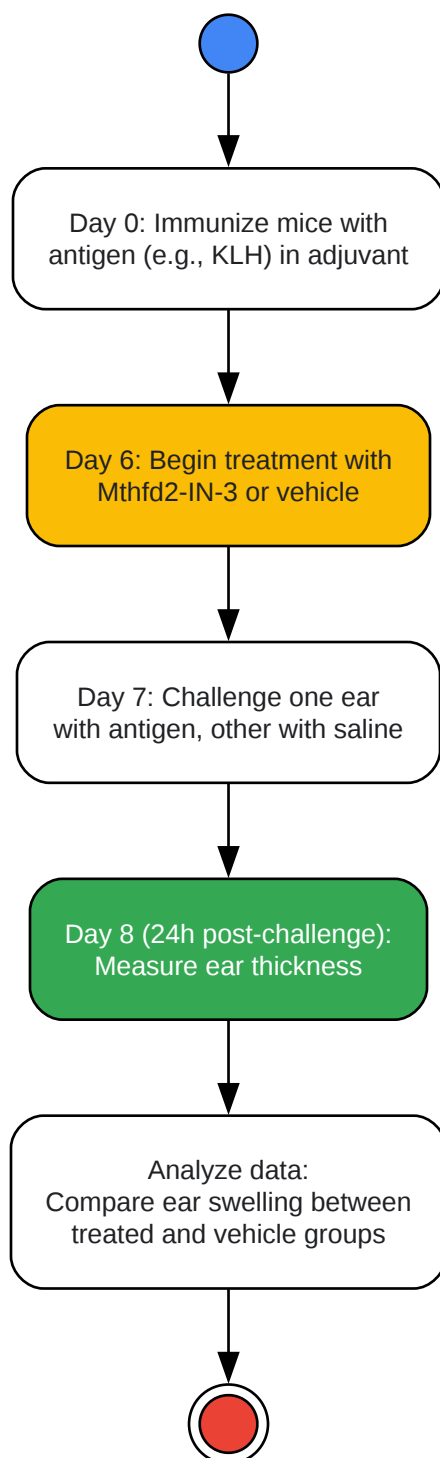 Day 0: Immunize mice with
antigen (e.g., KLH) in adjuvant
Day 6: Begin treatment with
Mthfd2-IN-3 or vehicle
Day 7: Challenge one ear
with antigen, other with saline
Day 8 (24h post-challenge):
Measure ear thickness
Analyze data:
Compare ear swelling between
treated and vehicle groups